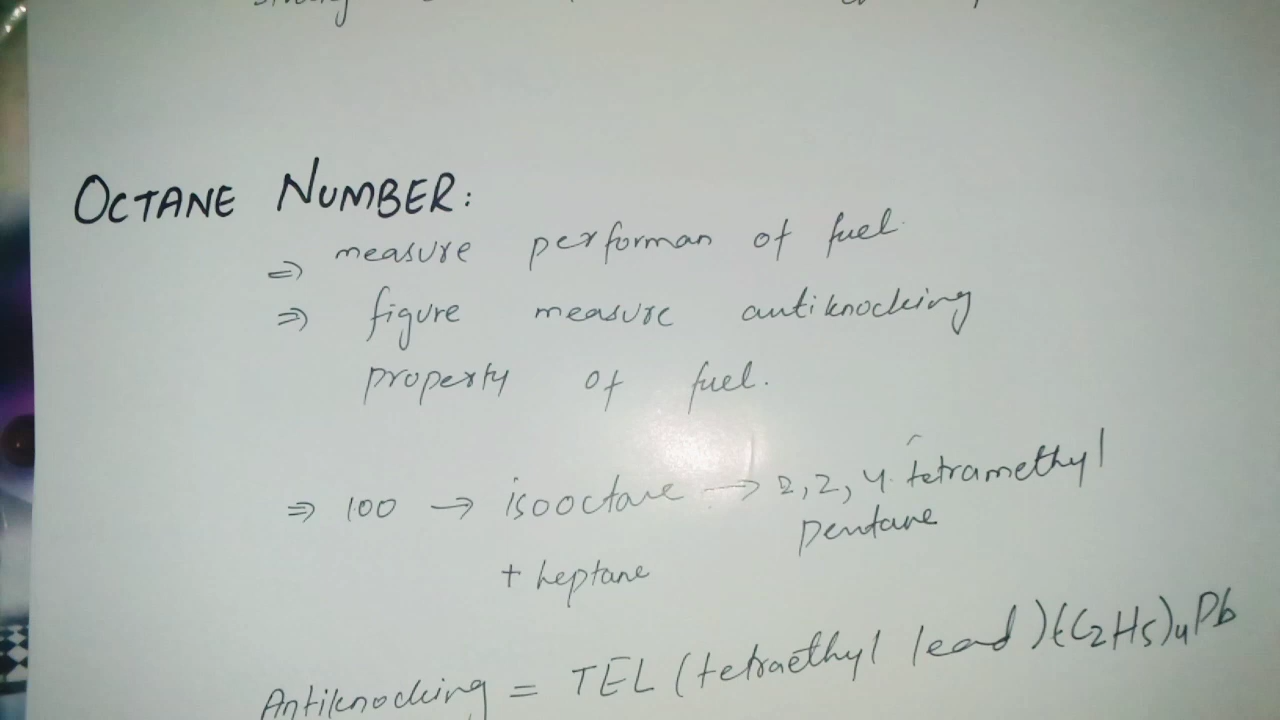 OCTANE NUMBER:
⇒ measure performan of fuel.
⇒ figure measure antiknocking
property of fuel.
⇒ 100 → isooctane → 2,2,4. tetramethyl
pentane
+ heptane
Antiknocking = TEL (tetraethyl lead) (C2H5)4Pb